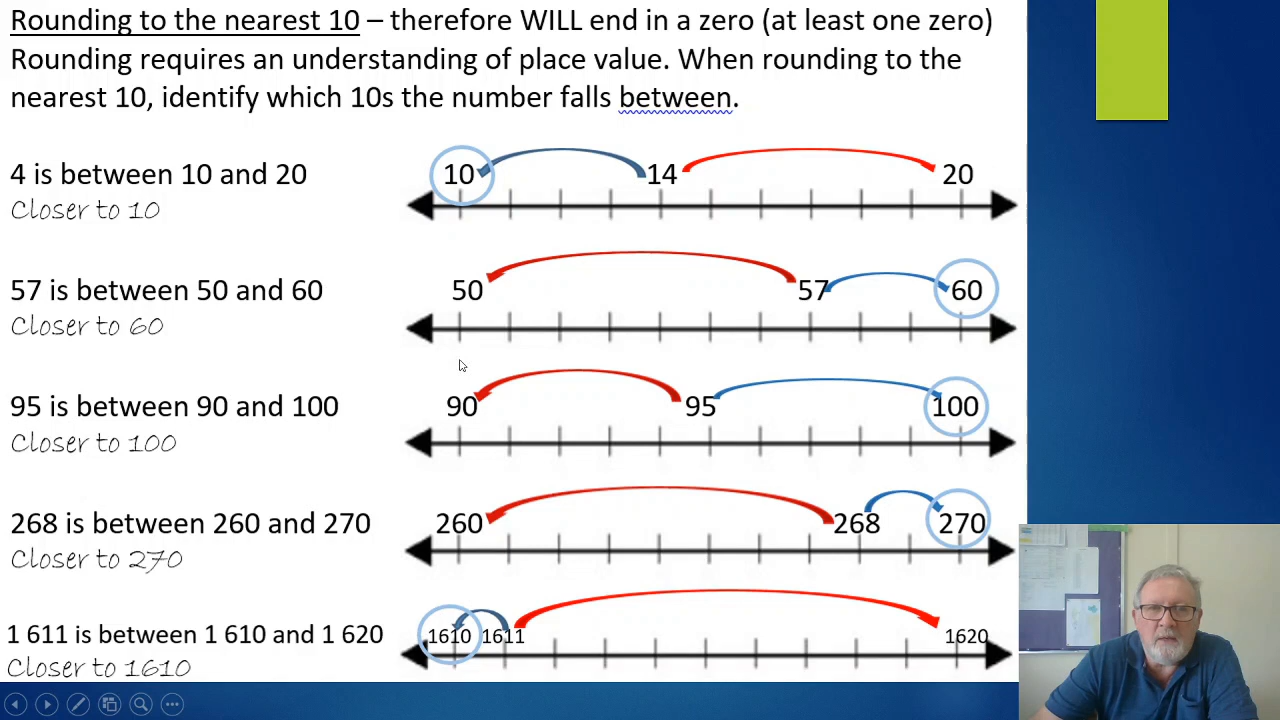 Rounding to the nearest 10 – therefore WILL end in a zero (at least one zero)
Rounding requires an understanding of place value. When rounding to the
nearest 10, identify which 10s the number falls between.
4 is between 10 and 20
Closer to 10
10 14 20
57 is between 50 and 60
Closer to 60
50 57 60
95 is between 90 and 100
Closer to 100
90 95 100
268 is between 260 and 270
Closer to 270
260 268 270
1 611 is between 1 610 and 1 620
Closer to 1610
1610 1611 1620